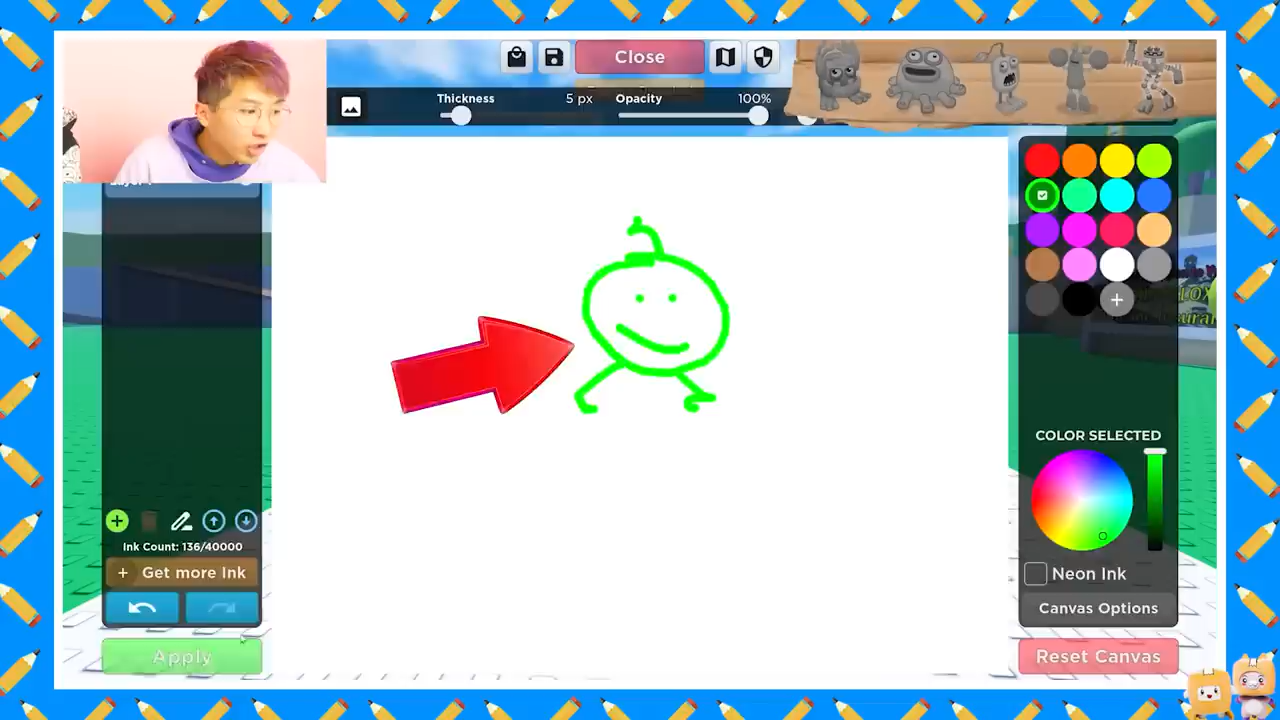 Close
Thickness
5 px
Opacity
100%
COLOR SELECTED
Ink Count: 136/40000
+ Get more Ink
Neon Ink
Canvas Options
Apply
Reset Canvas